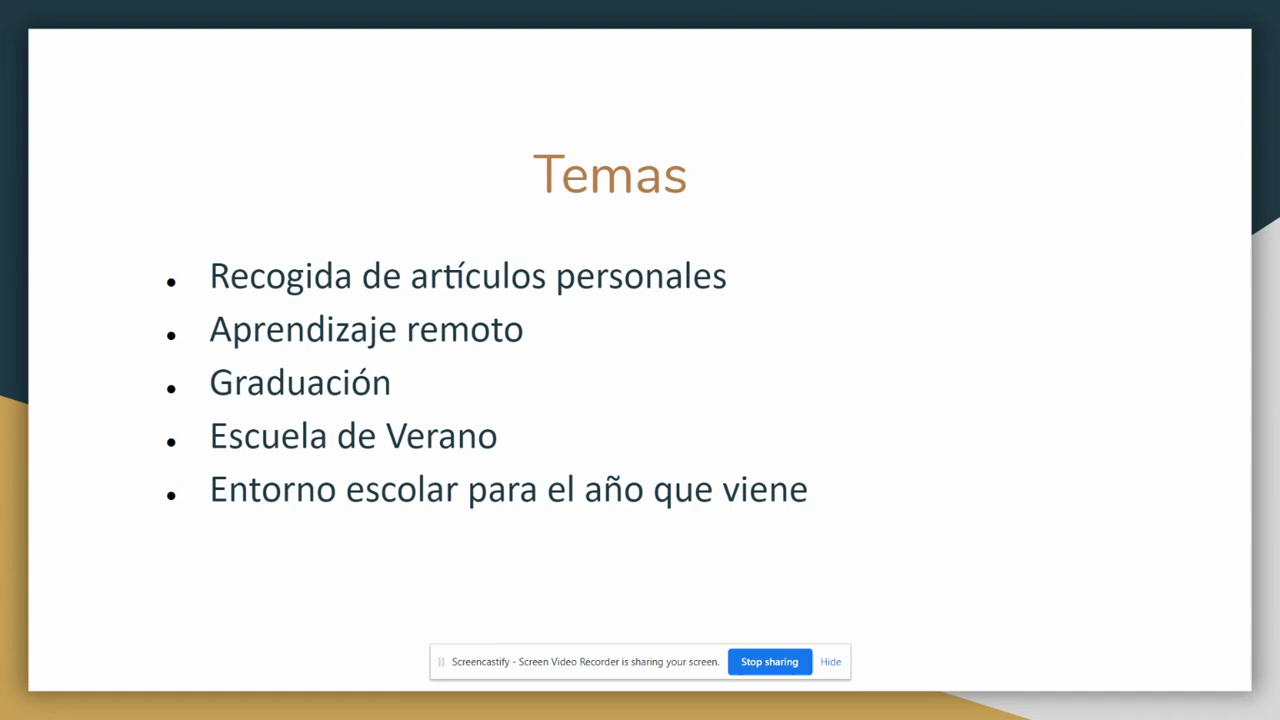 Temas
• Recogida de artículos personales
• Aprendizaje remoto
• Graduación
• Escuela de Verano
• Entorno escolar para el año que viene
Screencastify - Screen Video Recorder is sharing your screen. Stop sharing Hide